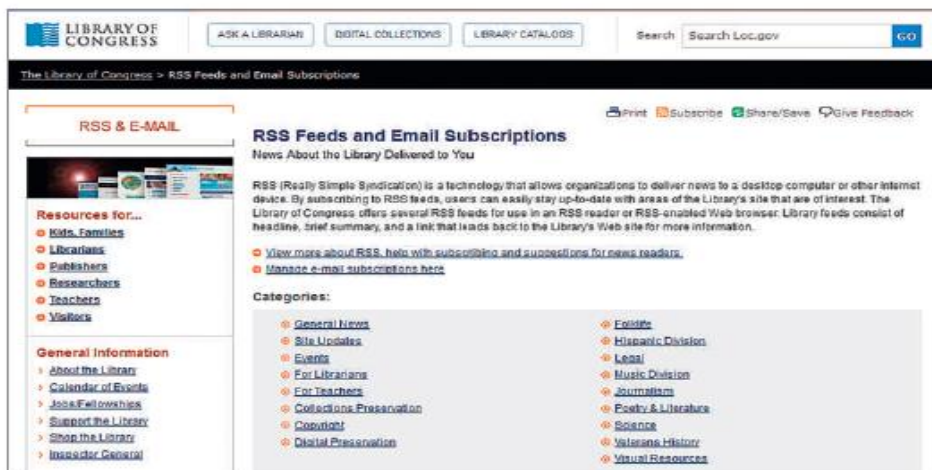 LIBRARY OF
CONGRESS
ASK A LIBRARIAN
DIGITAL COLLECTIONS
LIBRARY CATALOGS
Search
Search Loc.gov
GO
The Library of Congress > RSS Feeds and Email Subscriptions
Print Subscribe Share/Save Give Feedback
RSS & E-MAIL
Resources for...
Kids, Families
Librarians
Publishers
Researchers
Teachers
Visitors
General Information
About the Library
Calendar of Events
Jobs/Fellowships
Support the Library
Shop the Library
Inspector General
RSS Feeds and Email Subscriptions
News About the Library Delivered to You
RSS (Really Simple Syndication) is a technology that allows organizations to deliver news to a desktop computer or other Internet
device. By subscribing to RSS feeds, users can easily stay up-to-date with areas of the Library's site that are of interest. The
Library of Congress offers several RSS feeds for use in an RSS reader or RSS-enabled Web browser. Library feeds consist of
headline, brief summary, and a link that leads back to the Library's Web site for more information.
View more about RSS, help with subscribing and suggestions for news readers.
Manage e-mail subscriptions here
Categories:
General News
Site Updates
Events
For Librarians
For Teachers
Collections Preservation
Copyright
Digital Preservation
Folklife
Hispanic Division
Legal
Music Division
Journalism
Poetry & Literature
Science
Veterans History
Visual Resources